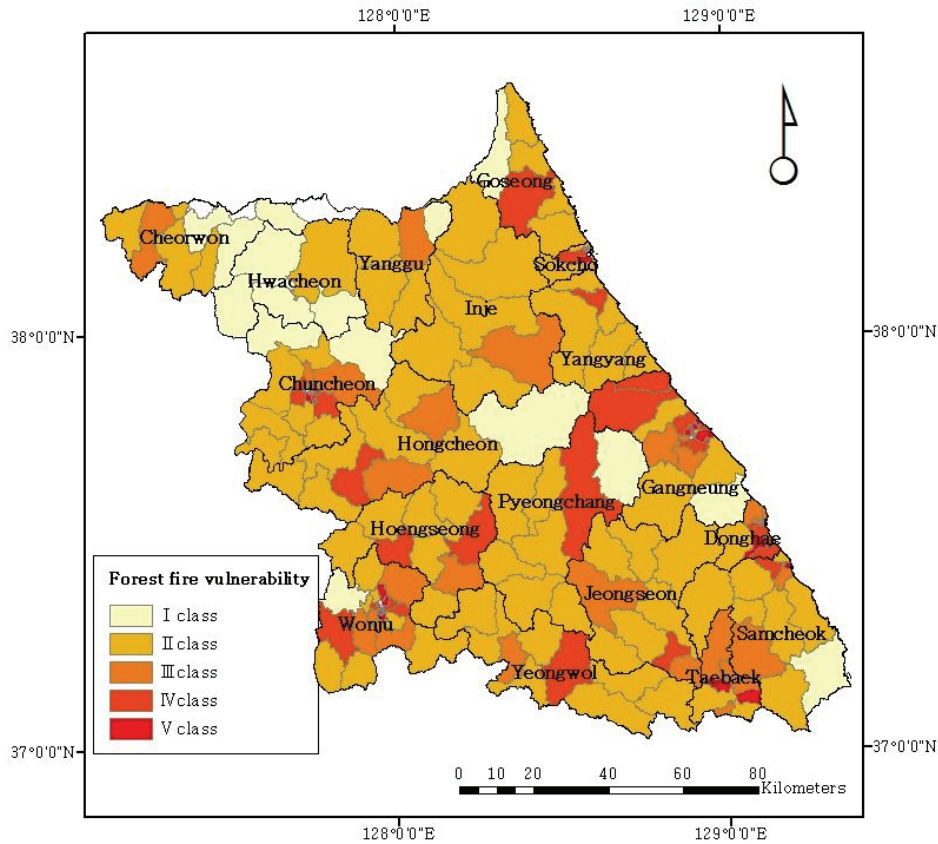 128°0'0"E
129°0'0"E
Goseong
Cheorwon
Sokcho
Yanggu
Hwacheon
Inje
38°0'0"N
38°0'0"N
Yangyang
Chuncheon
Hongcheon
Gangneung
Pyeongchang
Hoengseong
Donghae
Forest fire vulnerability
I class
II class
III class
IV class
V class
Jeongseon
Wonju
Samcheok
Yeongwol
Taebaek
37°0'0"N
37°0'0"N
0 10 20 40 60 80
Kilometers
128°0'0"E
129°0'0"E